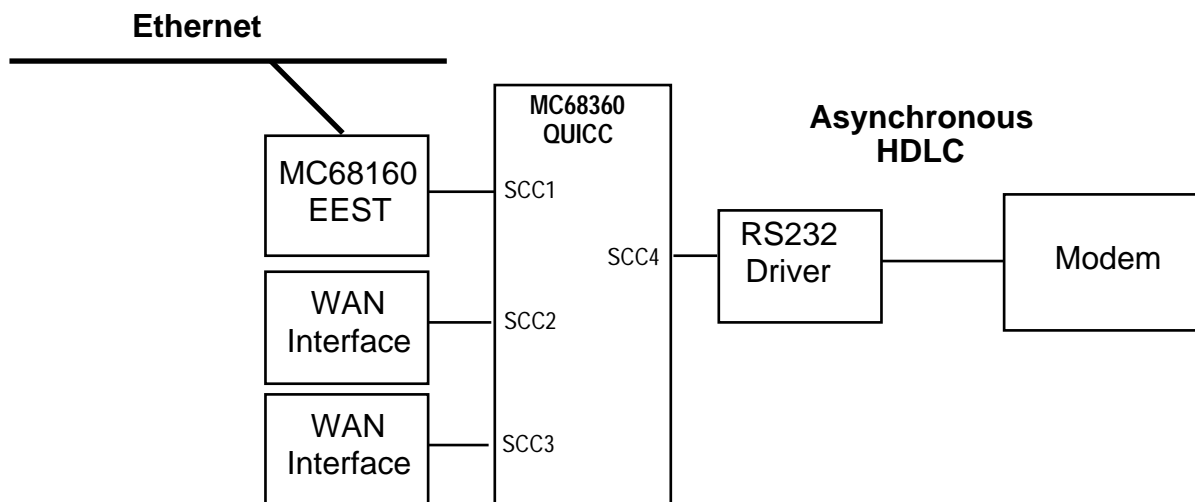 Ethernet
MC68360
QUICC
Asynchronous
HDLC
MC68160
EEST
SCC1
RS232
Driver
SCC4
Modem
WAN
Interface
SCC2
WAN
Interface
SCC3